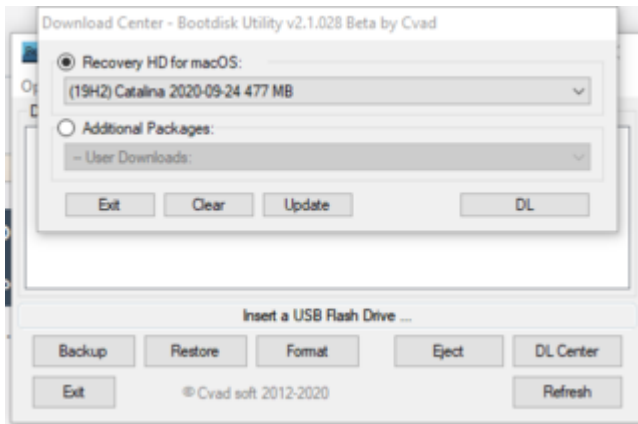 Download Center - Bootdisk Utility v2.1.028 Beta by Cvad
Recovery HD for macOS:
(19H2) Catalina 2020-09-24 477 MB
Additional Packages:
-- User Downloads:
Exit Clear Update DL
Insert a USB Flash Drive ...
Backup Restore Format Eject DL Center
Exit © Cvad soft 2012-2020 Refresh